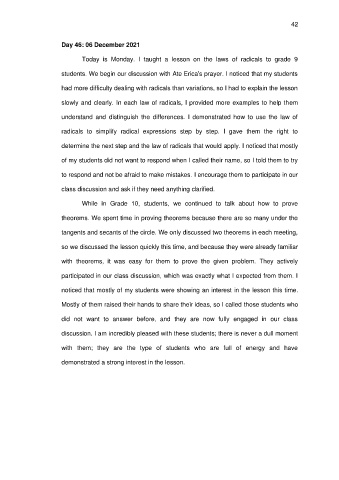 42
Day 46: 06 December 2021
Today is Monday. I taught a lesson on the laws of radicals to grade 9
students. We begin our discussion with Ate Erica's prayer. I noticed that my students
had more difficulty dealing with radicals than variations, so I had to explain the lesson
slowly and clearly. In each law of radicals, I provided more examples to help them
understand and distinguish the differences. I demonstrated how to use the law of
radicals to simplify radical expressions step by step. I gave them the right to
determine the next step and the law of radicals that would apply. I noticed that mostly
of my students did not want to respond when I called their name, so I told them to try
to respond and not be afraid to make mistakes. I encourage them to participate in our
class discussion and ask if they need anything clarified.
While in Grade 10, students, we continued to talk about how to prove
theorems. We spent time in proving theorems because there are so many under the
tangents and secants of the circle. We only discussed two theorems in each meeting,
so we discussed the lesson quickly this time, and because they were already familiar
with theorems, it was easy for them to prove the given problem. They actively
participated in our class discussion, which was exactly what I expected from them. I
noticed that mostly of my students were showing an interest in the lesson this time.
Mostly of them raised their hands to share their ideas, so I called those students who
did not want to answer before, and they are now fully engaged in our class
discussion. I am incredibly pleased with these students; there is never a dull moment
with them; they are the type of students who are full of energy and have
demonstrated a strong interest in the lesson.